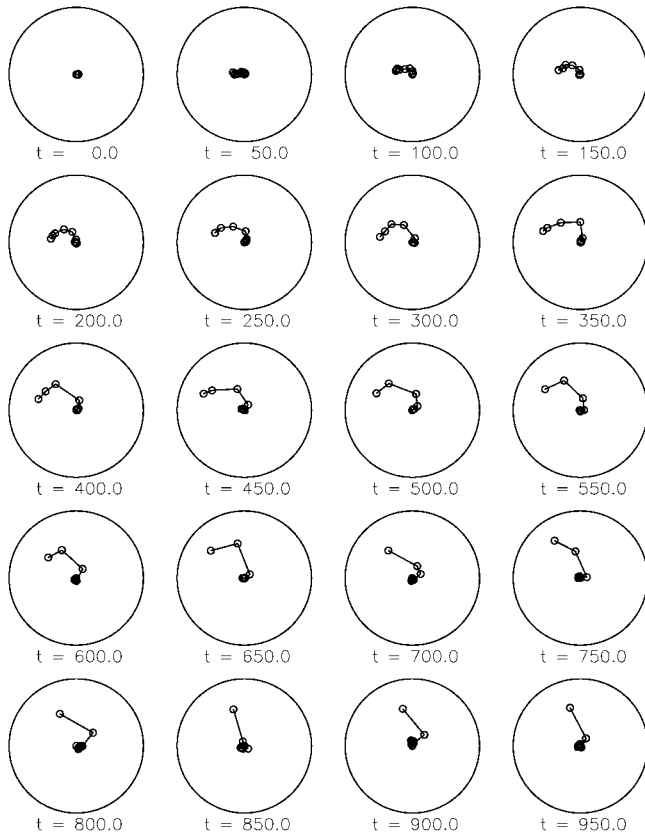 t = 0.0 t = 50.0 t = 100.0 t = 150.0
t = 200.0 t = 250.0 t = 300.0 t = 350.0
t = 400.0 t = 450.0 t = 500.0 t = 550.0
t = 600.0 t = 650.0 t = 700.0 t = 750.0
t = 800.0 t = 850.0 t = 900.0 t = 950.0